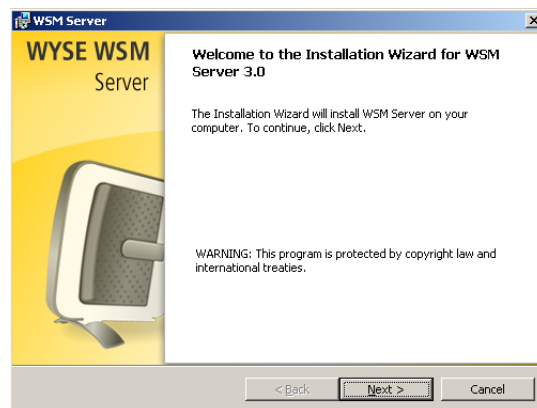 WSM Server
WYSE WSM
Server
Welcome to the Installation Wizard for WSM
Server 3.0
The Installation Wizard will install WSM Server on your
computer. To continue, click Next.
WARNING: This program is protected by copyright law and
international treaties.
< Back
Next >
Cancel